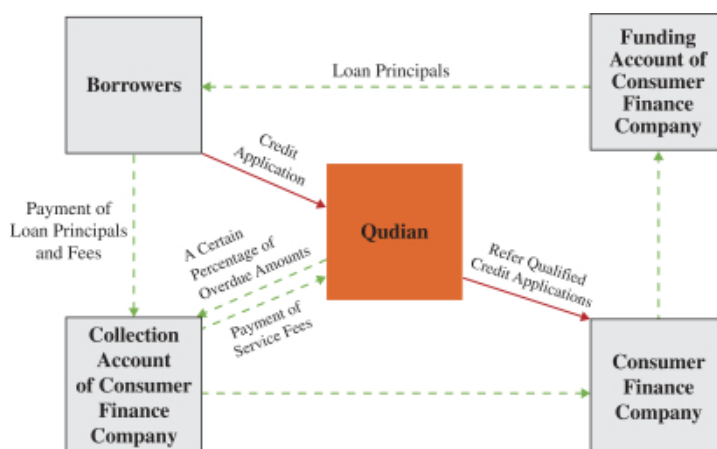 Borrowers
Loan Principals
Funding
Account of
Consumer
Finance
Company
Credit
Application
Qudian
Payment of
Loan Principals
and Fees
A Certain
Percentage of
Overdue Amounts
Payment of
Service Fees
Refer Qualified
Credit Applications
Collection
Account
of Consumer
Finance
Company
Consumer
Finance
Company